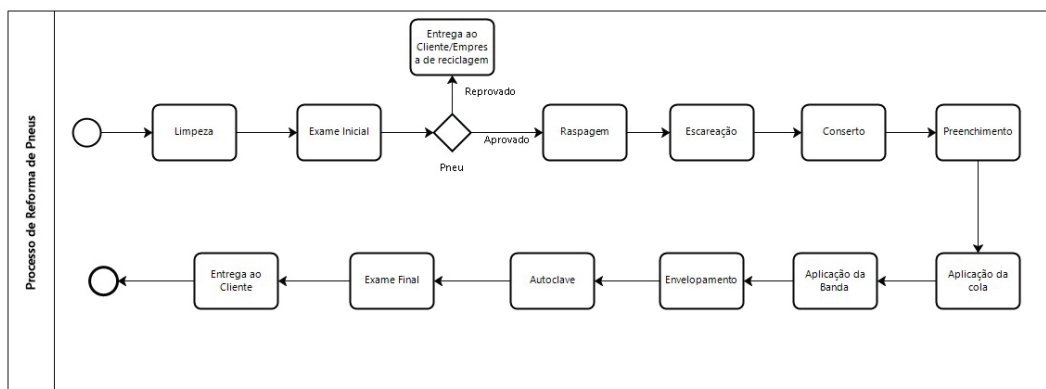 Processo de Reforma de Pneus
Entrega ao
Cliente/Empres
a de reciclagem
Reprovado
Limpeza
Exame Inicial
Aprovado
Pneu
Raspagem
Escareação
Conserto
Preenchimento
Entrega ao
Cliente
Exame Final
Autoclave
Envelopamento
Aplicação da
Banda
Aplicação da
cola